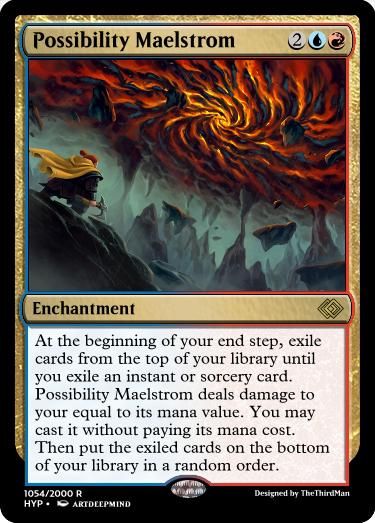 Possibility Maelstrom 2
Enchantment
At the beginning of your end step, exile
cards from the top of your library until
you exile an instant or sorcery card.
Possibility Maelstrom deals damage to
your equal to its mana value. You may
cast it without paying its mana cost.
Then put the exiled cards on the bottom
of your library in a random order.
1054/2000 R
HYP • ARTDEEPMIND
Designed by TheThirdMan